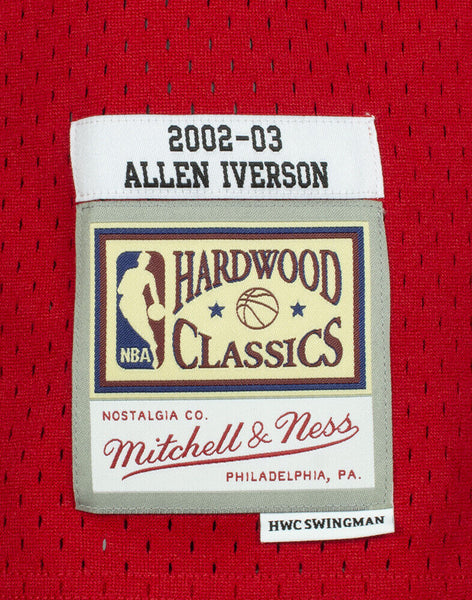 2002-03
ALLEN IVERSON
HARDWOOD
CLASSICS
NBA
NOSTALGIA CO.
Mitchell & Ness
PHILADELPHIA, PA.
HWC SWINGMAN